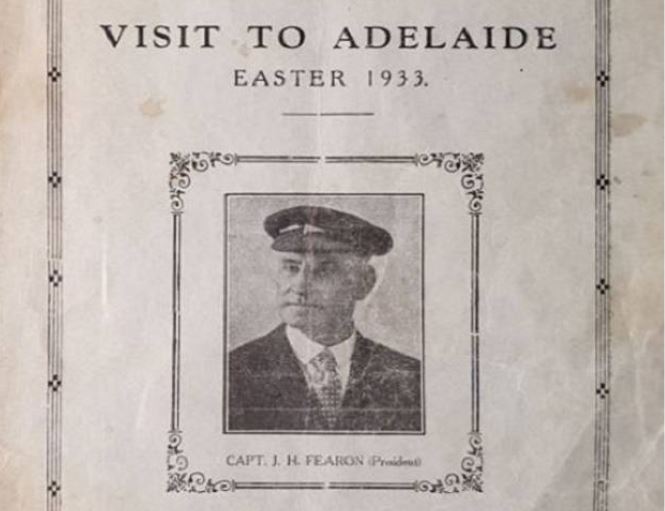 VISIT TO ADELAIDE
EASTER 1933.
CAPT. J. H. FEARON (President)